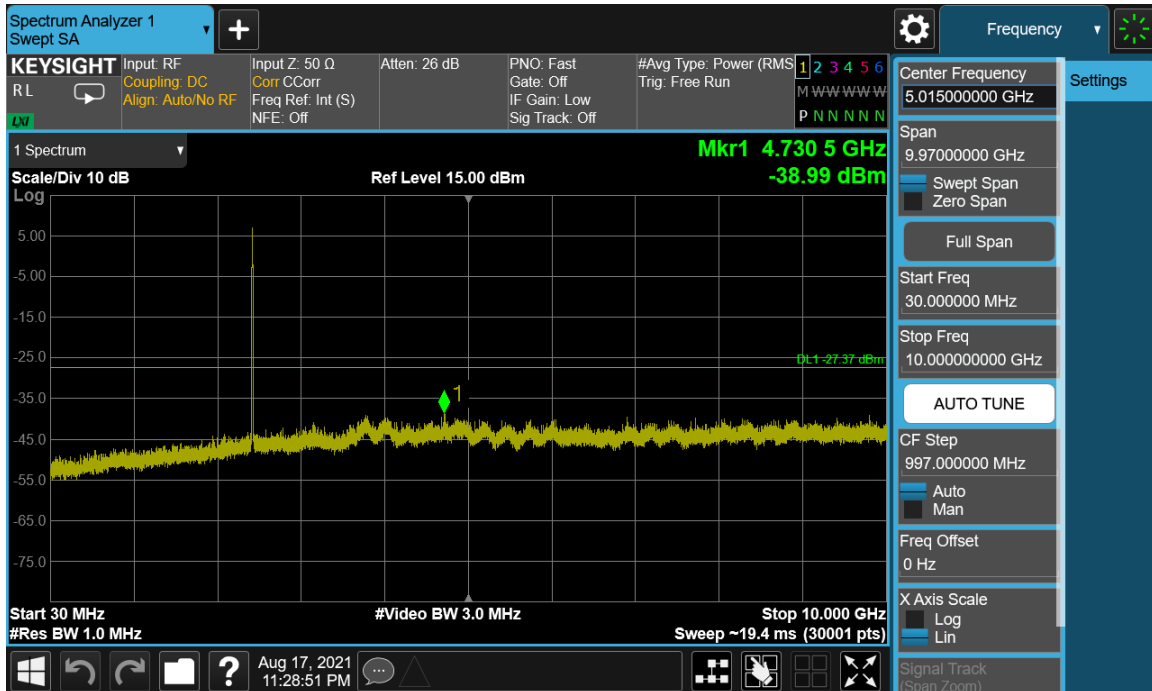 Spectrum Analyzer 1
Swept SA
+
Frequency
KEYSIGHT
RL
LXI
Input: RF
Coupling: DC
Align: Auto/No RF
Input Z: 50 Ω
Corr CCorr
Freq Ref: Int (S)
NFE: Off
Atten: 26 dB
PNO: Fast
Gate: Off
IF Gain: Low
Sig Track: Off
#Avg Type: Power (RMS
Trig: Free Run
1 2 3 4 5 6
M W W W W W
P N N N N N
1 Spectrum
Mkr1 4.730 5 GHz
Scale/Div 10 dB
Ref Level 15.00 dBm
-38.99 dBm
Log
5.00
-5.00
-15.0
-25.0
DL1 -27.37 dBm
-35.0
1
-45.0
-55.0
-65.0
-75.0
Start 30 MHz
#Video BW 3.0 MHz
Stop 10.000 GHz
#Res BW 1.0 MHz
Sweep ~19.4 ms (30001 pts)
?
Aug 17, 2021
11:28:51 PM
Center Frequency
5.015000000 GHz
Settings
Span
9.97000000 GHz
Swept Span
Zero Span
Full Span
Start Freq
30.000000 MHz
Stop Freq
10.000000000 GHz
AUTO TUNE
CF Step
997.000000 MHz
Auto
Man
Freq Offset
0 Hz
X Axis Scale
Log
Lin
Signal Track
(Span Zoom)